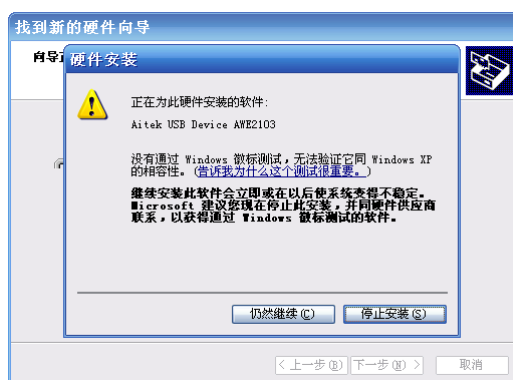 找到新的硬件向导
向导
硬件安装
正在为此硬件安装的软件:
Aitek USB Device AWE2103
没有通过 Windows 徽标测试，无法验证它同 Windows XP
的相容性。(告诉我为什么这个测试很重要。)
继续安装此软件会立即或在以后使系统变得不稳定。
Microsoft 建议您现在停止此安装，并同硬件供应商
联系，以获得通过 Windows 徽标测试的软件。
仍然继续(C)
停止安装(S)
< 上一步(B)
下一步(N) >
取消